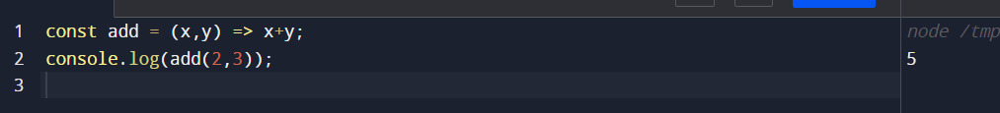 1 const add = (x,y) => x+y;
2 console.log(add(2,3));
3
node /tmp
5